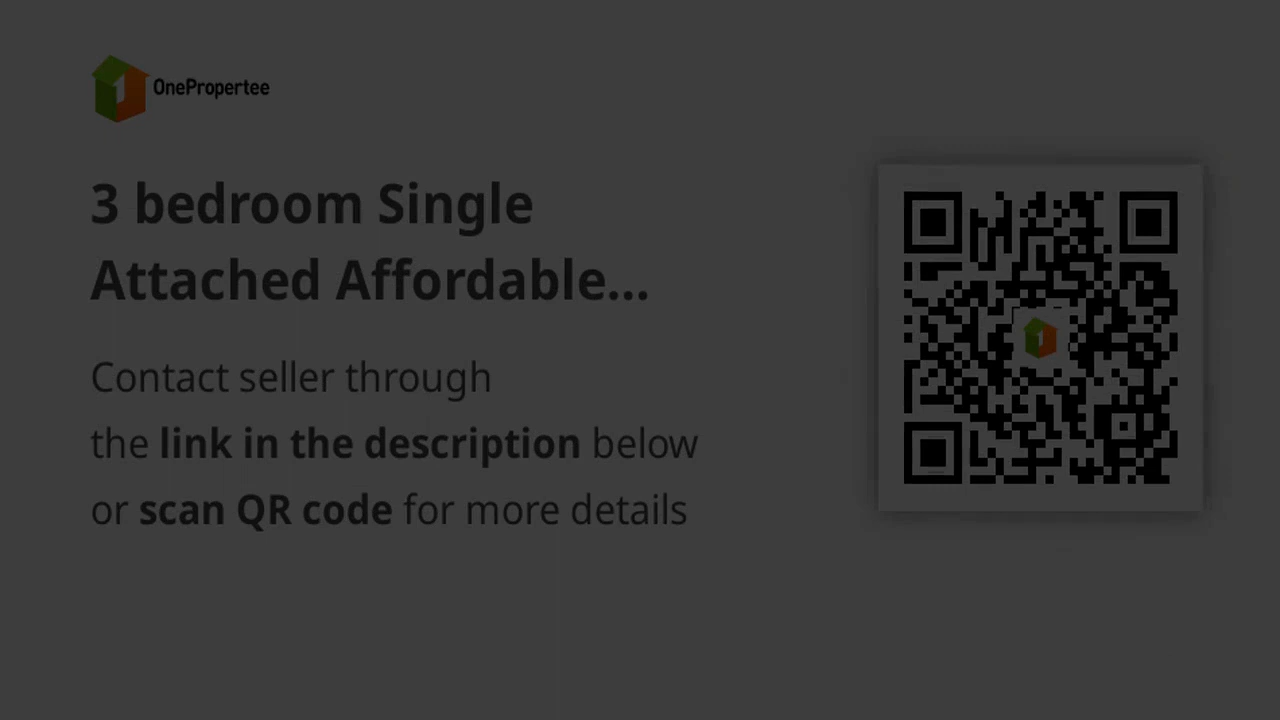 OnePropertee
3 bedroom Single
Attached Affordable...
Contact seller through
the link in the description below
or scan QR code for more details